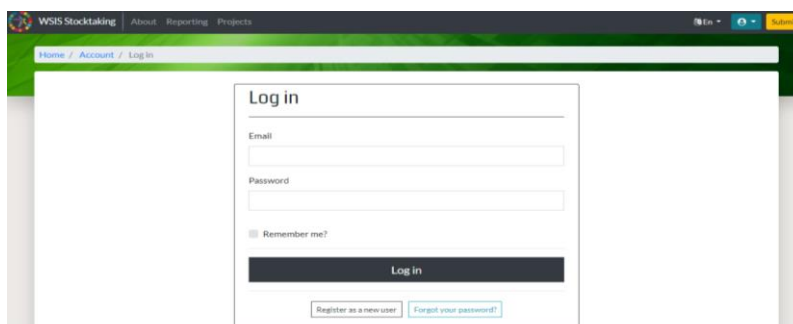 WSIS Stocktaking About Reporting Projects En
Home / Account / Log in
Log in
Email
Password
Remember me?
Log in
Register as a new user Forgot your password?